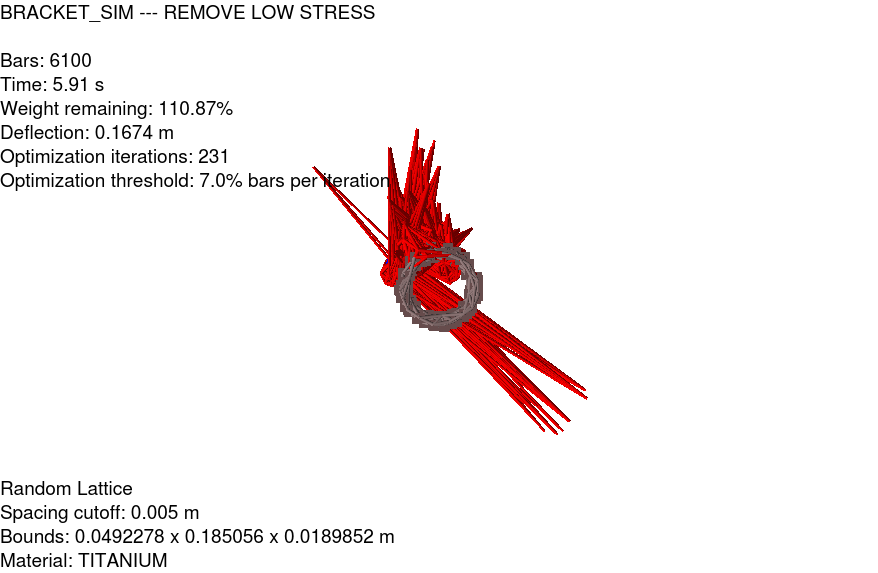 BRACKET_SIM --- REMOVE LOW STRESS
Bars: 6100
Time: 5.91 s
Weight remaining: 110.87%
Deflection: 0.1674 m
Optimization iterations: 231
Optimization threshold: 7.0% bars per iteration
Random Lattice
Spacing cutoff: 0.005 m
Bounds: 0.0492278 x 0.185056 x 0.0189852 m
Material: TITANIUM